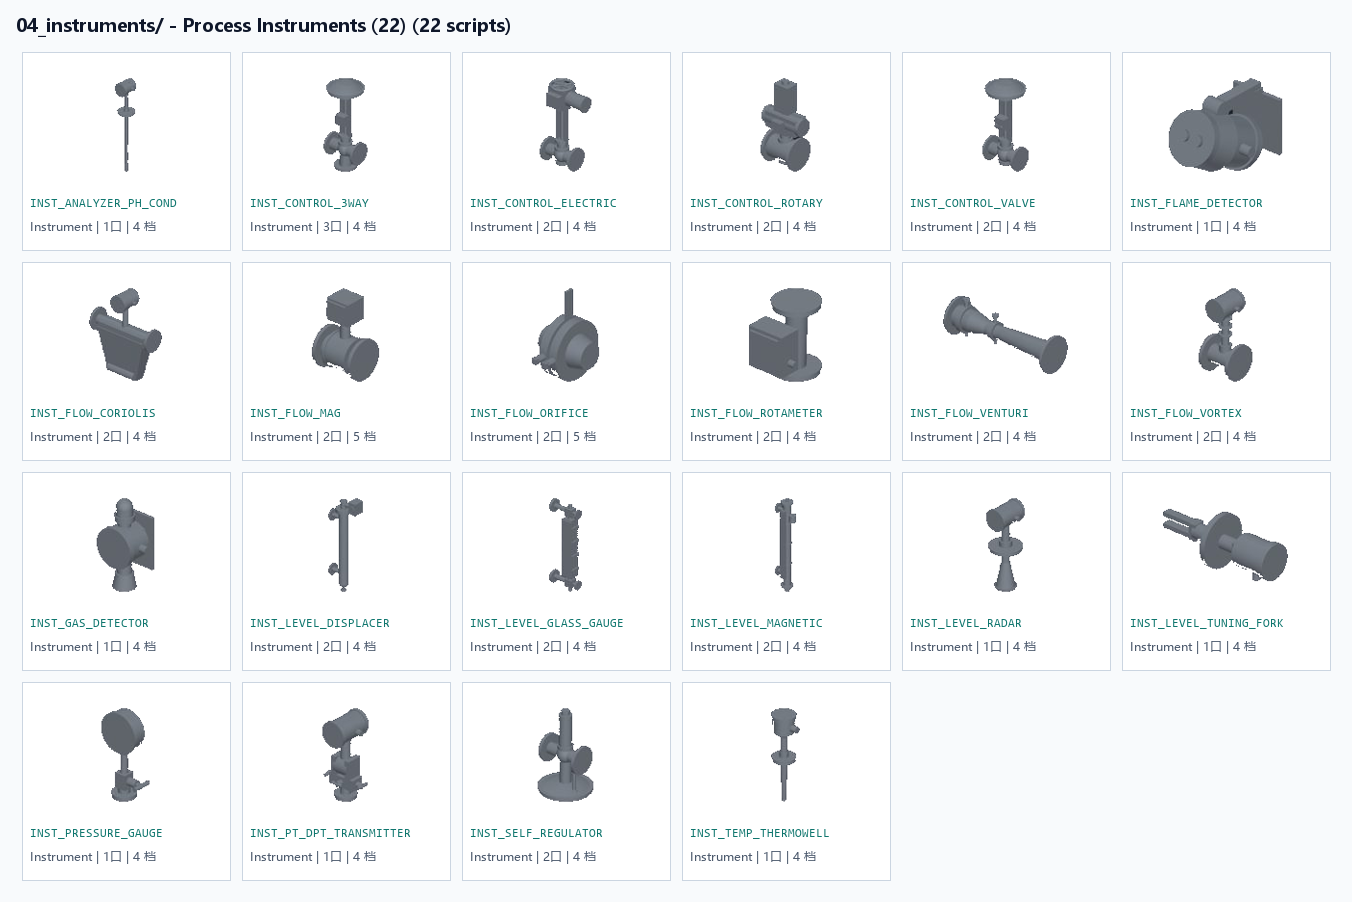 04_instruments/ - Process Instruments (22) (22 scripts)
INST_ANALYZER_PH_COND
Instrument | 1口 | 4 档
INST_CONTROL_3WAY
Instrument | 3口 | 4 档
INST_CONTROL_ELECTRIC
Instrument | 2口 | 4 档
INST_CONTROL_ROTARY
Instrument | 2口 | 4 档
INST_CONTROL_VALVE
Instrument | 2口 | 4 档
INST_FLAME_DETECTOR
Instrument | 1口 | 4 档
INST_FLOW_CORIOLIS
Instrument | 2口 | 4 档
INST_FLOW_MAG
Instrument | 2口 | 5 档
INST_FLOW_ORIFICE
Instrument | 2口 | 5 档
INST_FLOW_ROTAMETER
Instrument | 2口 | 4 档
INST_FLOW_VENTURI
Instrument | 2口 | 4 档
INST_FLOW_VORTEX
Instrument | 2口 | 4 档
INST_GAS_DETECTOR
Instrument | 1口 | 4 档
INST_LEVEL_DISPLACER
Instrument | 2口 | 4 档
INST_LEVEL_GLASS_GAUGE
Instrument | 2口 | 4 档
INST_LEVEL_MAGNETIC
Instrument | 2口 | 4 档
INST_LEVEL_RADAR
Instrument | 1口 | 4 档
INST_LEVEL_TUNING_FORK
Instrument | 1口 | 4 档
INST_PRESSURE_GAUGE
Instrument | 1口 | 4 档
INST_PT_DPT_TRANSMITTER
Instrument | 1口 | 4 档
INST_SELF_REGULATOR
Instrument | 2口 | 4 档
INST_TEMP_THERMOWELL
Instrument | 1口 | 4 档